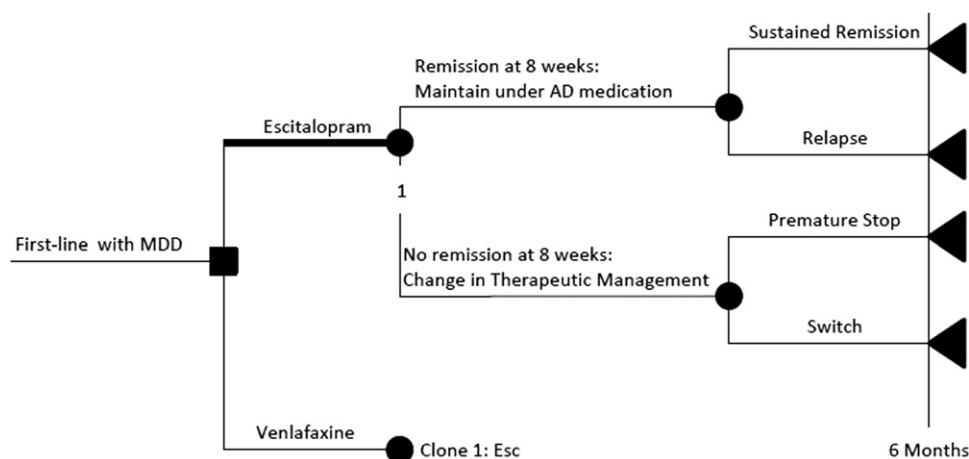 Sustained Remission
Remission at 8 weeks:
Maintain under AD medication
Escitalopram
Relapse
1
Premature Stop
First-line with MDD
No remission at 8 weeks:
Change in Therapeutic Management
Switch
Venlafaxine
Clone 1: Esc
6 Months